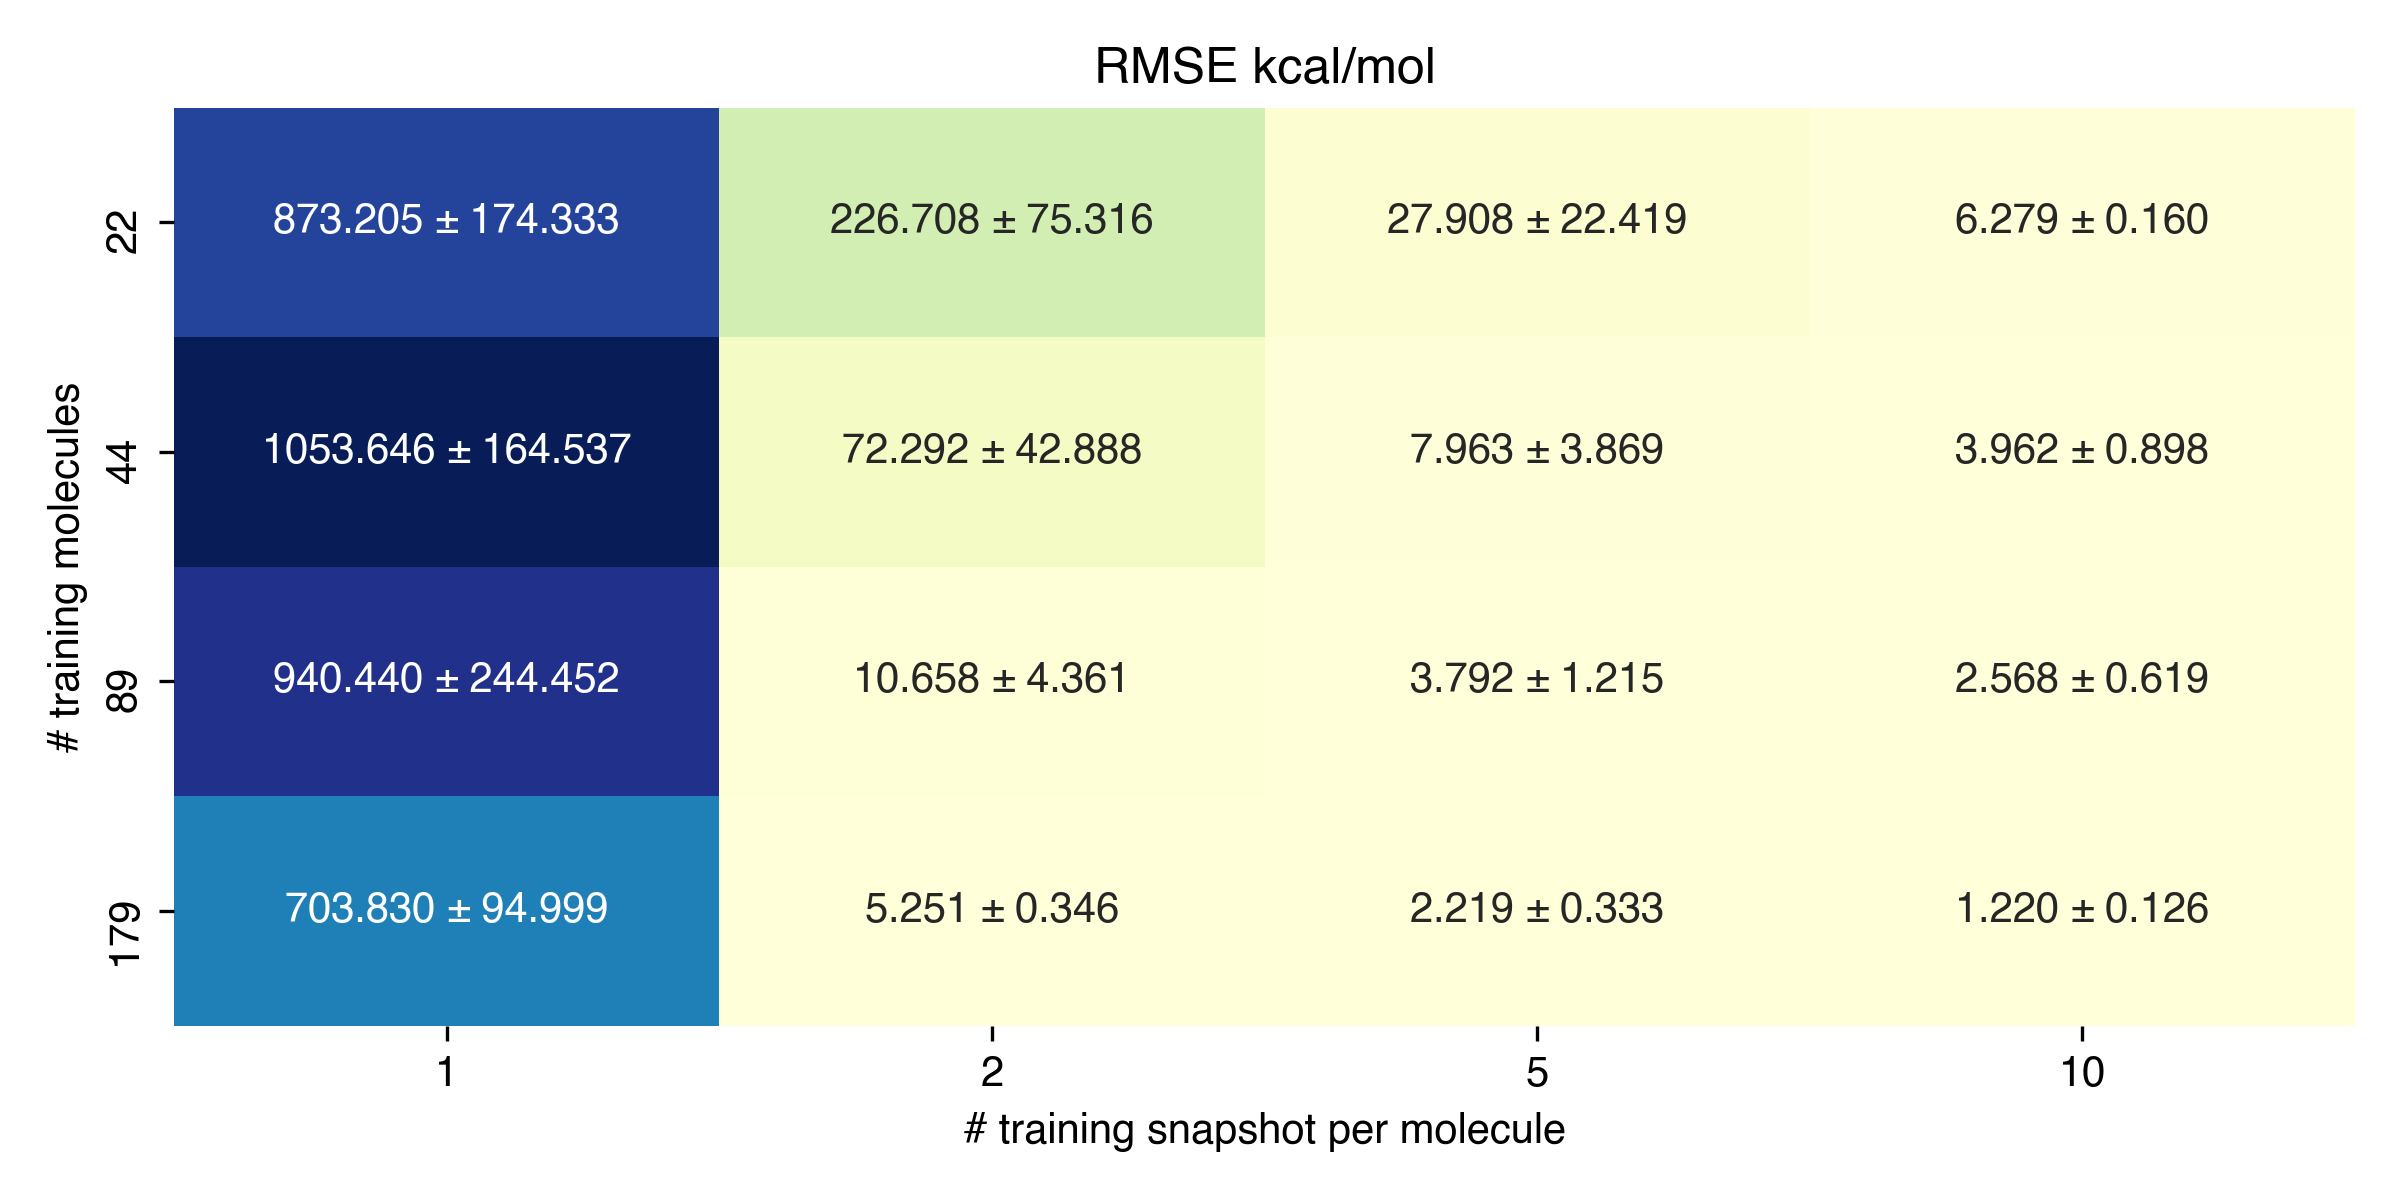 RMSE kcal/mol
# training molecules
22
873.205 ± 174.333
226.708 ± 75.316
27.908 ± 22.419
6.279 ± 0.160
44
1053.646 ± 164.537
72.292 ± 42.888
7.963 ± 3.869
3.962 ± 0.898
89
940.440 ± 244.452
10.658 ± 4.361
3.792 ± 1.215
2.568 ± 0.619
179
703.830 ± 94.999
5.251 ± 0.346
2.219 ± 0.333
1.220 ± 0.126
1
2
5
10
# training snapshot per molecule